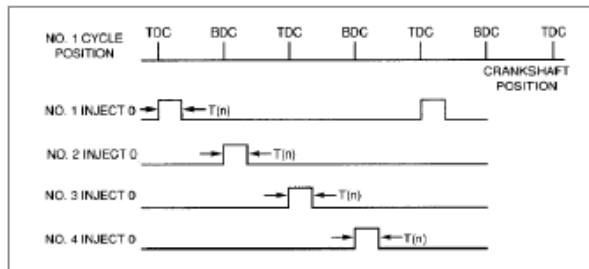 NO. 1 CYCLE POSITION TDC BDC TDC BDC TDC BDC TDC
CRANKSHAFT POSITION
NO. 1 INJECT 0 T(n)
NO. 2 INJECT 0 T(n)
NO. 3 INJECT 0 T(n)
NO. 4 INJECT 0 T(n)